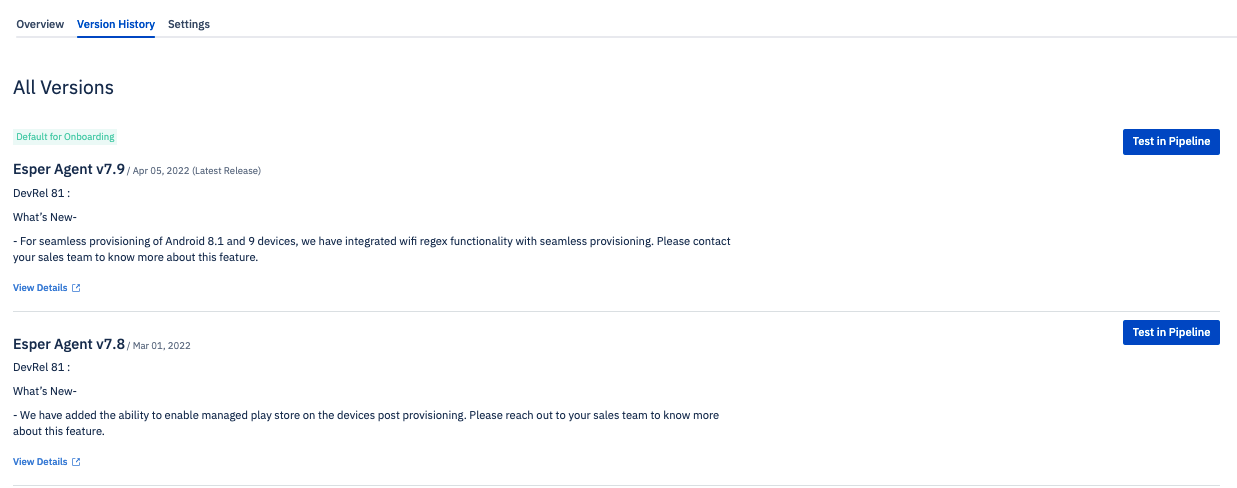 Overview Version History Settings
All Versions
Default for Onboarding
Test in Pipeline
Esper Agent v7.9 / Apr 05, 2022 (Latest Release)
DevRel 81 :
What's New-
- For seamless provisioning of Android 8.1 and 9 devices, we have integrated wifi regex functionality with seamless provisioning. Please contact
your sales team to know more about this feature.
View Details
Test in Pipeline
Esper Agent v7.8 / Mar 01, 2022
DevRel 81 :
What's New-
- We have added the ability to enable managed play store on the devices post provisioning. Please reach out to your sales team to know more
about this feature.
View Details